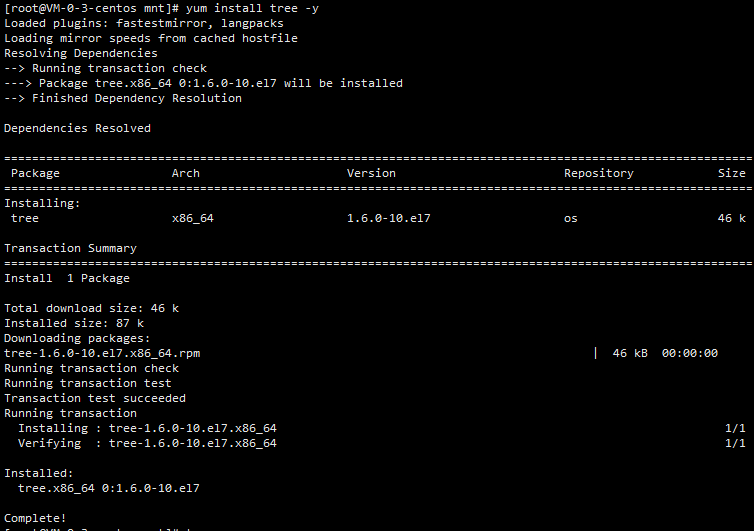 [root@VM-0-3-centos mnt]# yum install tree -y
Loaded plugins: fastestmirror, langpacks
Loading mirror speeds from cached hostfile
Resolving Dependencies
--> Running transaction check
---> Package tree.x86_64 0:1.6.0-10.el7 will be installed
--> Finished Dependency Resolution

Dependencies Resolved

================================================================================
 Package                Arch                     Version                        Repository            Size
================================================================================
Installing:
 tree                   x86_64                   1.6.0-10.el7                   os                    46 k

Transaction Summary
================================================================================
Install  1 Package

Total download size: 46 k
Installed size: 87 k
Downloading packages:
tree-1.6.0-10.el7.x86_64.rpm                                                        |  46 kB  00:00:00
Running transaction check
Running transaction test
Transaction test succeeded
Running transaction
  Installing : tree-1.6.0-10.el7.x86_64                                                                1/1
  Verifying  : tree-1.6.0-10.el7.x86_64                                                                1/1

Installed:
  tree.x86_64 0:1.6.0-10.el7

Complete!